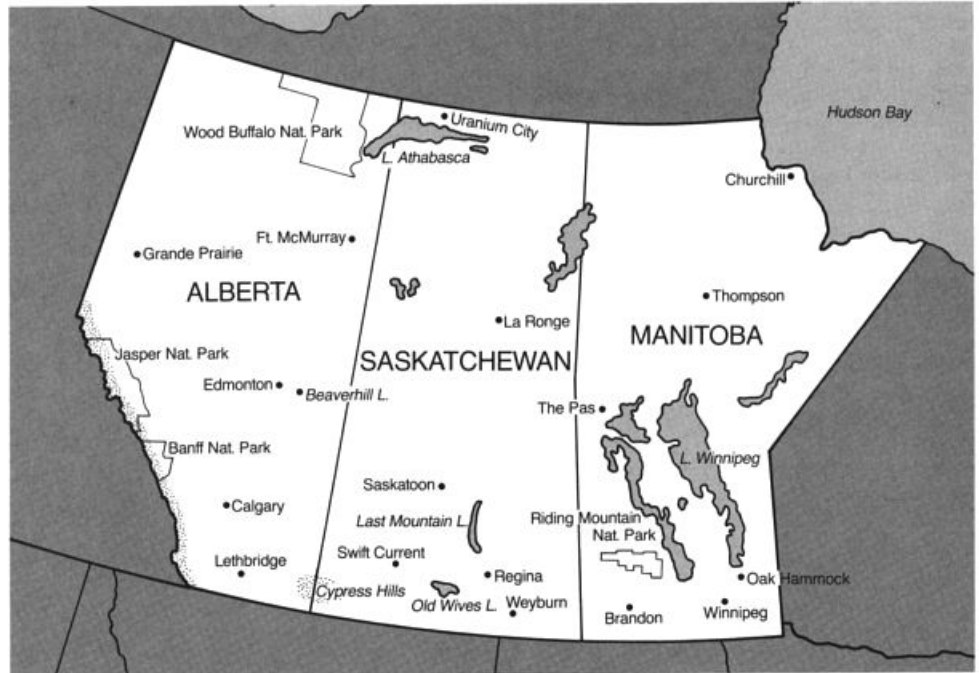 Hudson Bay
Uranium City
Wood Buffalo Nat. Park
L. Athabasca
Churchill
Ft. McMurray
Grande Prairie
ALBERTA
Thompson
La Ronge
MANITOBA
Jasper Nat. Park
SASKATCHEWAN
Edmonton
Beaverhill L.
The Pas
Banff Nat. Park
L. Winnipeg
Saskatoon
Calgary
Last Mountain L.
Riding Mountain
Nat. Park
Swift Current
Lethbridge
Regina
Oak Hammock
Cypress Hills
Old Wives L.
Weyburn
Brandon
Winnipeg